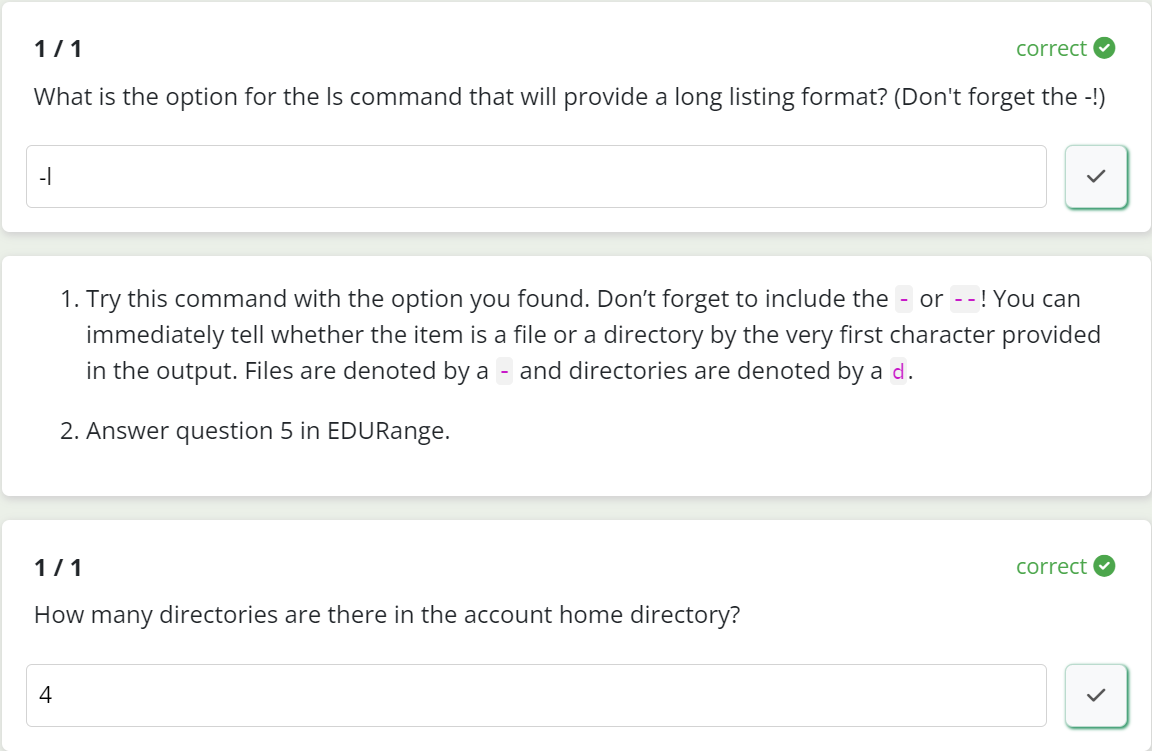 1 / 1
correct
What is the option for the ls command that will provide a long listing format? (Don't forget the -!)
-l
1. Try this command with the option you found. Don’t forget to include the - or --! You can
immediately tell whether the item is a file or a directory by the very first character provided
in the output. Files are denoted by a - and directories are denoted by a d.
2. Answer question 5 in EDURange.
1 / 1
correct
How many directories are there in the account home directory?
4